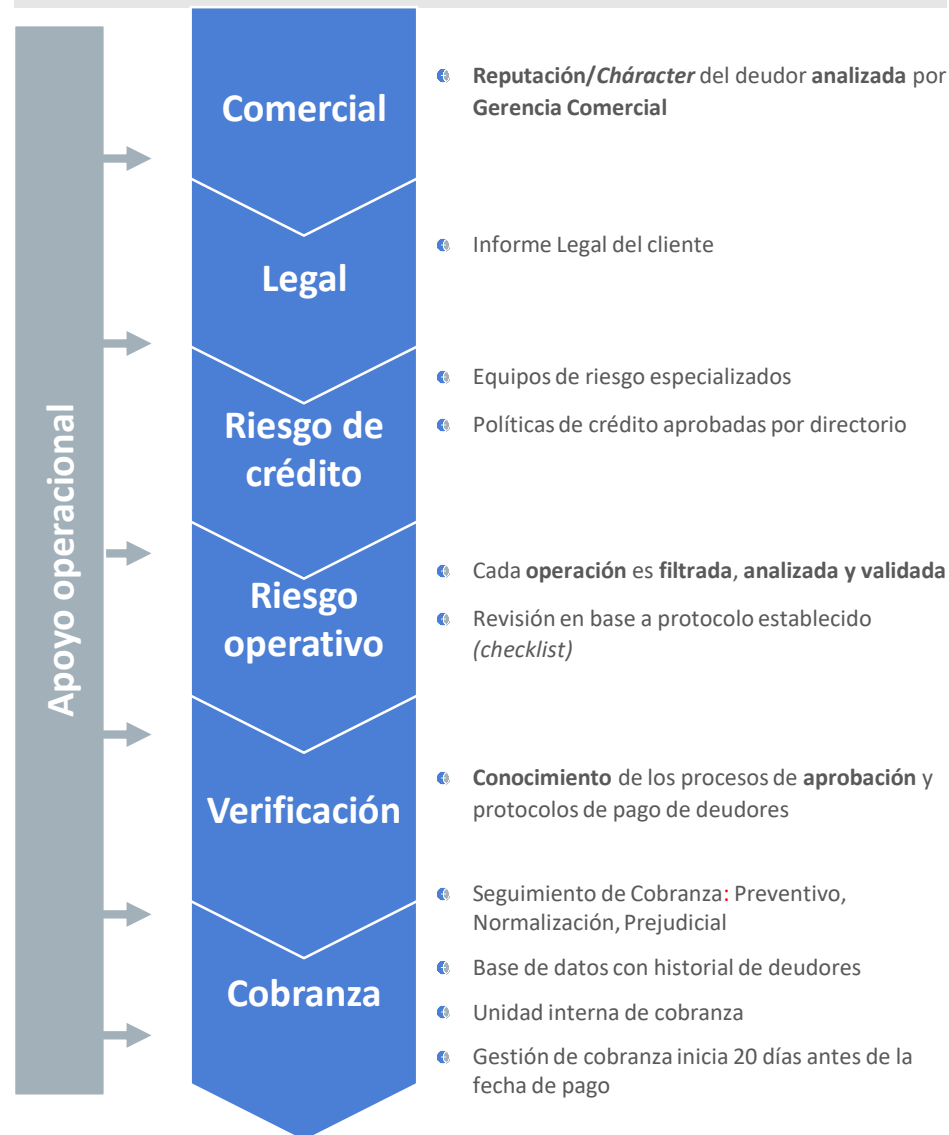 Apoyo operacional
Comercial
Reputación/Cháracter del deudor analizada por
Gerencia Comercial
Legal
Informe Legal del cliente
Riesgo de
crédito
Equipos de riesgo especializados
Políticas de crédito aprobadas por directorio
Riesgo
operativo
Cada operación es filtrada, analizada y validada
Revisión en base a protocolo establecido
(checklist)
Verificación
Conocimiento de los procesos de aprobación y
protocolos de pago de deudores
Cobranza
Seguimiento de Cobranza: Preventivo,
Normalización, Prejudicial
Base de datos con historial de deudores
Unidad interna de cobranza
Gestión de cobranza inicia 20 días antes de la
fecha de pago